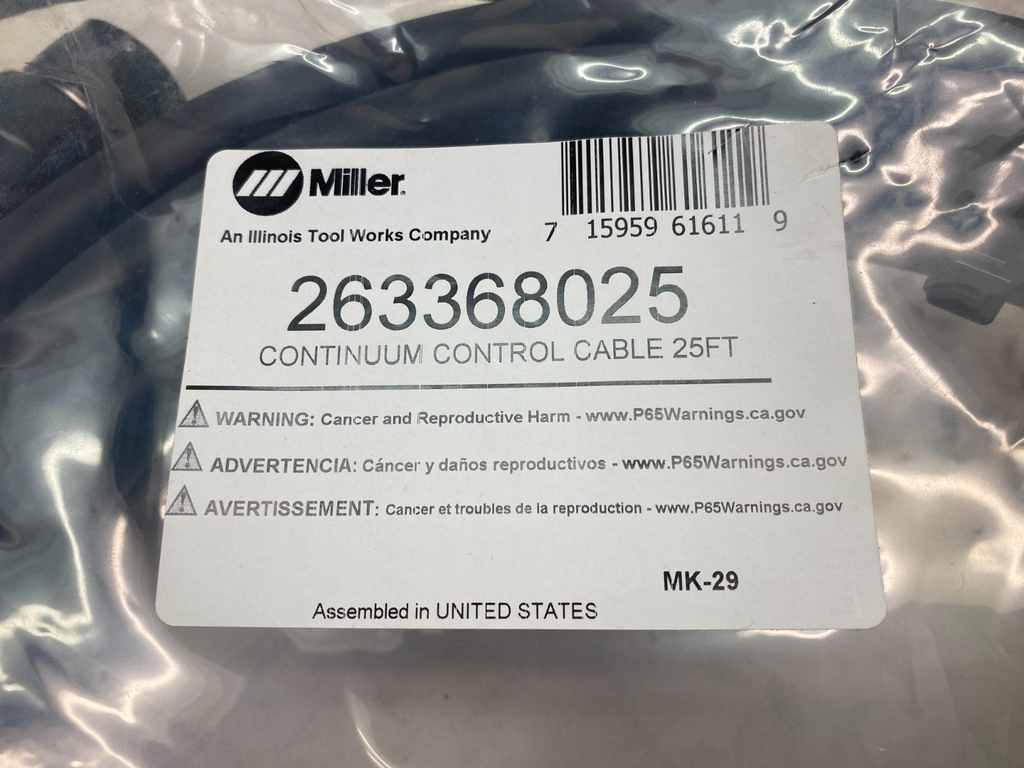 Miller.
An Illinois Tool Works Company
7 15959 61611 9
263368025
CONTINUUM CONTROL CABLE 25FT
WARNING: Cancer and Reproductive Harm - www.P65Warnings.ca.gov
ADVERTENCIA: Cáncer y daños reproductivos - www.P65Warnings.ca.gov
AVERTISSEMENT: Cancer et troubles de la reproduction - www.P65Warnings.ca.gov
MK-29
Assembled in UNITED STATES